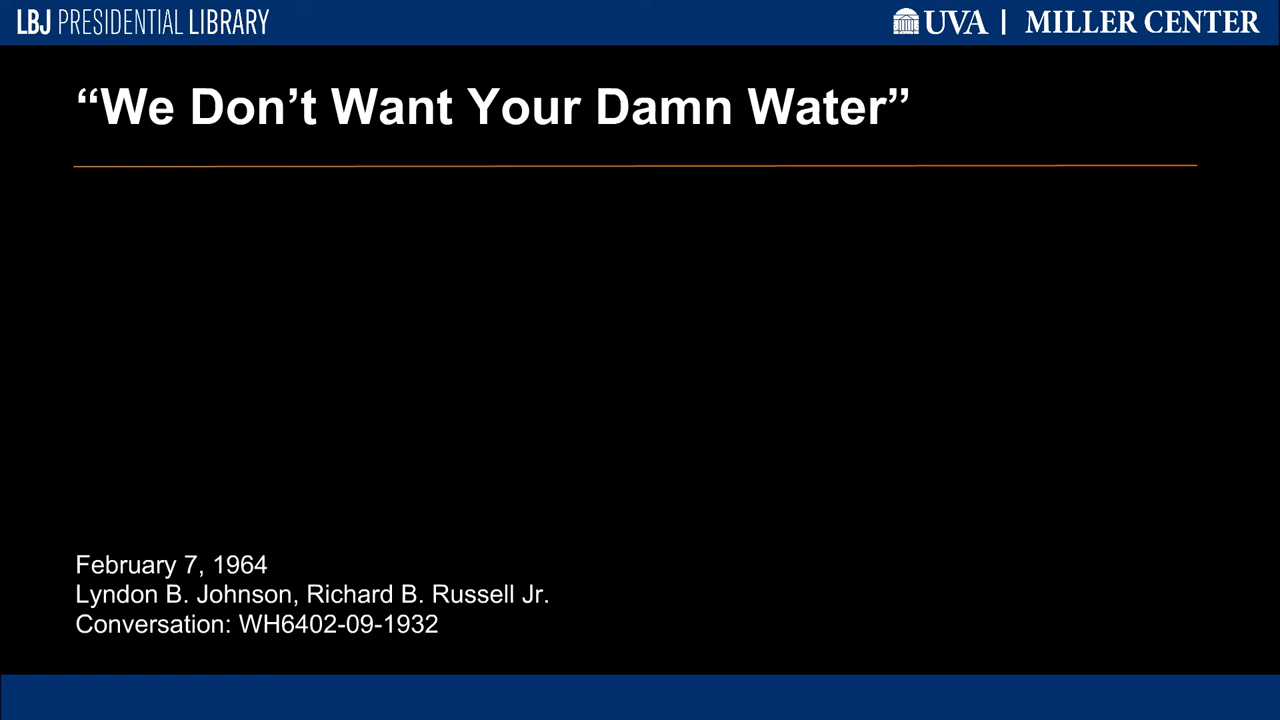 LBJ PRESIDENTIAL LIBRARY
UVA | MILLER CENTER
“We Don’t Want Your Damn Water”
February 7, 1964
Lyndon B. Johnson, Richard B. Russell Jr.
Conversation: WH6402-09-1932